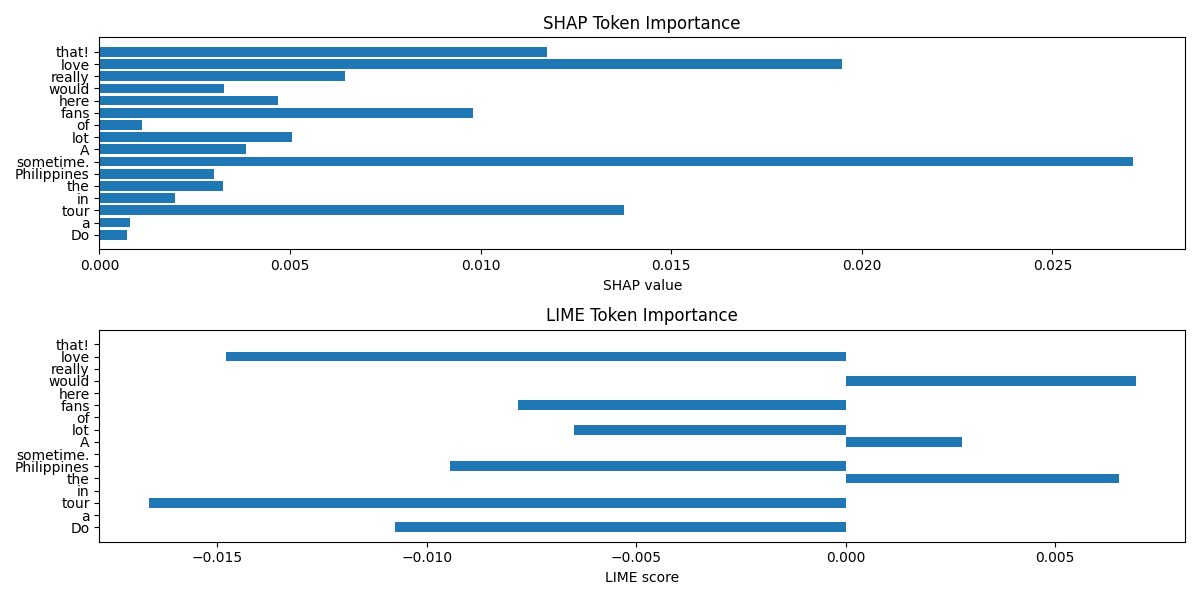 SHAP Token Importance
that!
love
really
would
here
fans
of
lot
A
sometime.
Philippines
the
in
tour
a
Do
0.000 0.005 0.010 0.015 0.020 0.025
SHAP value
LIME Token Importance
that!
love
really
would
here
fans
of
lot
A
sometime.
Philippines
the
in
tour
a
Do
−0.015 −0.010 −0.005 0.000 0.005
LIME score